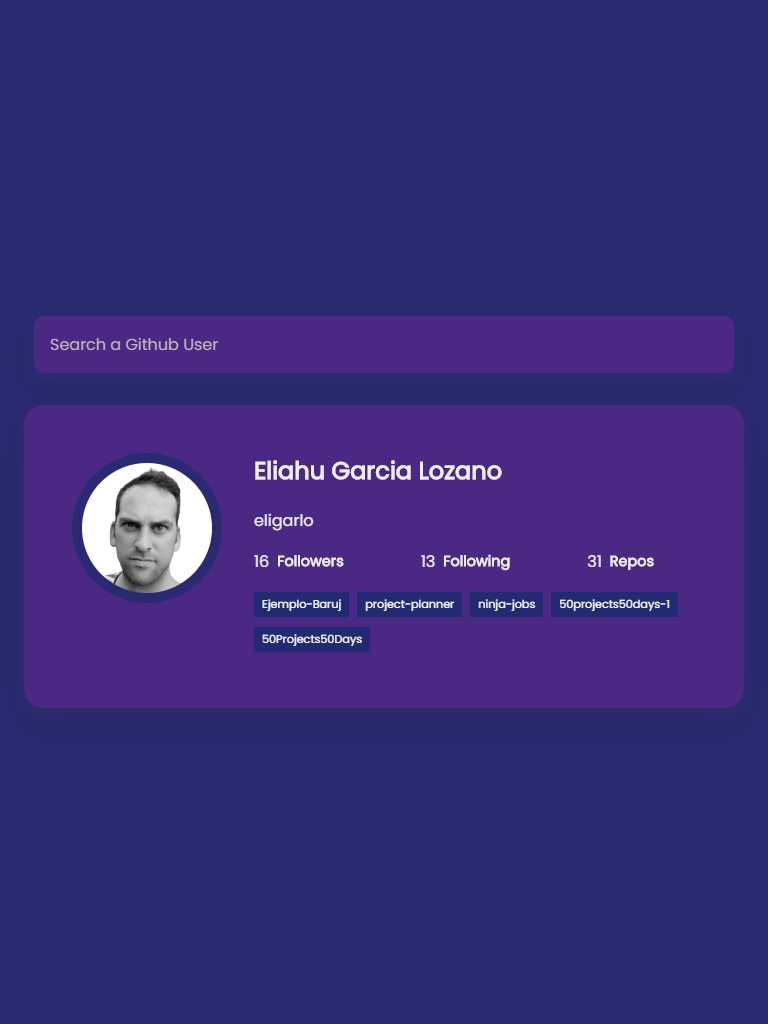 Search a Github User
Eliahu Garcia Lozano
eligarlo
16 Followers 13 Following 31 Repos
Ejemplo-Baruj project-planner ninja-jobs 50projects50days-1
50Projects50Days